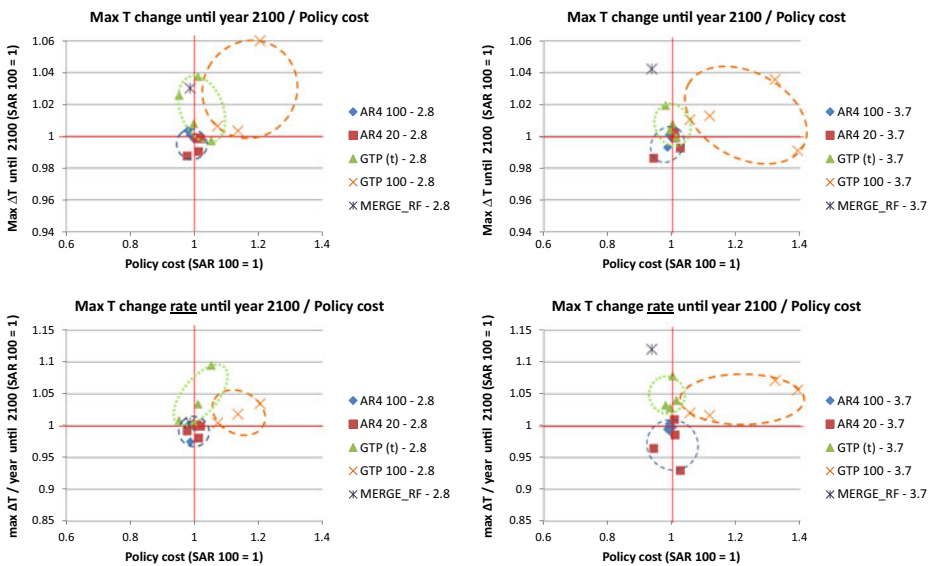 Max T change until year 2100 / Policy cost
Max ΔT until 2100 (SAR 100 = 1)
1.06
1.04
1.02
1
0.98
0.96
0.94
0.6
0.8
1
1.2
1.4
Policy cost (SAR 100 = 1)
AR4 100 - 2.8
AR4 20 - 2.8
GTP (t) - 2.8
GTP 100 - 2.8
MERGE_RF - 2.8
Max T change until year 2100 / Policy cost
Max Δ T until 2100 (SAR 100 = 1)
1.06
1.04
1.02
1
0.98
0.96
0.94
0.6
0.8
1
1.2
1.4
Policy cost (SAR 100 = 1)
AR4 100 - 3.7
AR4 20 - 3.7
GTP (t) - 3.7
GTP 100 - 3.7
MERGE_RF - 3.7
Max T change rate until year 2100 / Policy cost
max ΔT / year until 2100 (SAR 100 = 1)
1.15
1.1
1.05
1
0.95
0.9
0.85
0.6
0.8
1
1.2
1.4
Policy cost (SAR 100 = 1)
AR4 100 - 2.8
AR4 20 - 2.8
GTP (t) - 2.8
GTP 100 - 2.8
MERGE_RF - 2.8
Max T change rate until year 2100 / Policy cost
max ΔT / year until 2100 (SAR 100 = 1)
1.15
1.1
1.05
1
0.95
0.9
0.85
0.6
0.8
1
1.2
1.4
Policy cost (SAR 100 = 1)
AR4 100 - 3.7
AR4 20 - 3.7
GTP (t) - 3.7
GTP 100 - 3.7
MERGE_RF - 3.7